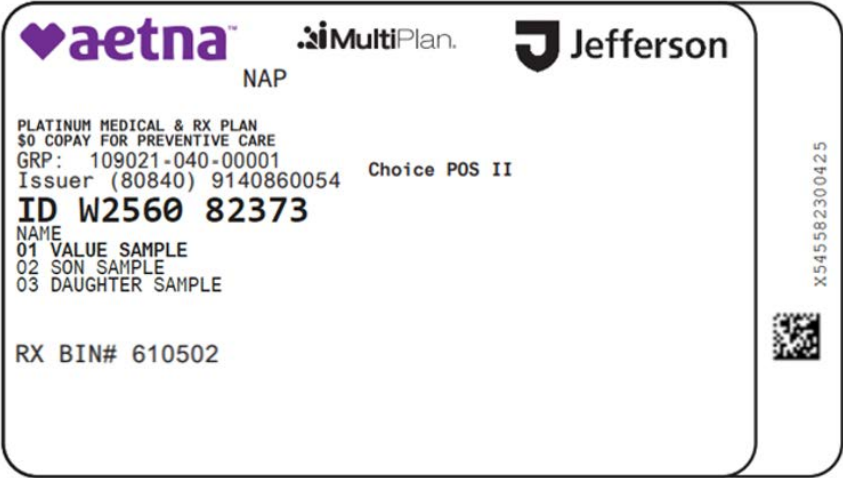 aetna™ MultiPlan. Jefferson
NAP
PLATINUM MEDICAL & RX PLAN
$0 COPAY FOR PREVENTIVE CARE
GRP: 109021-040-00001
Choice POS II
Issuer (80840) 9140860054
ID W2560 82373
NAME
01 VALUE SAMPLE
02 SON SAMPLE
03 DAUGHTER SAMPLE
RX BIN# 610502
X5455582300425